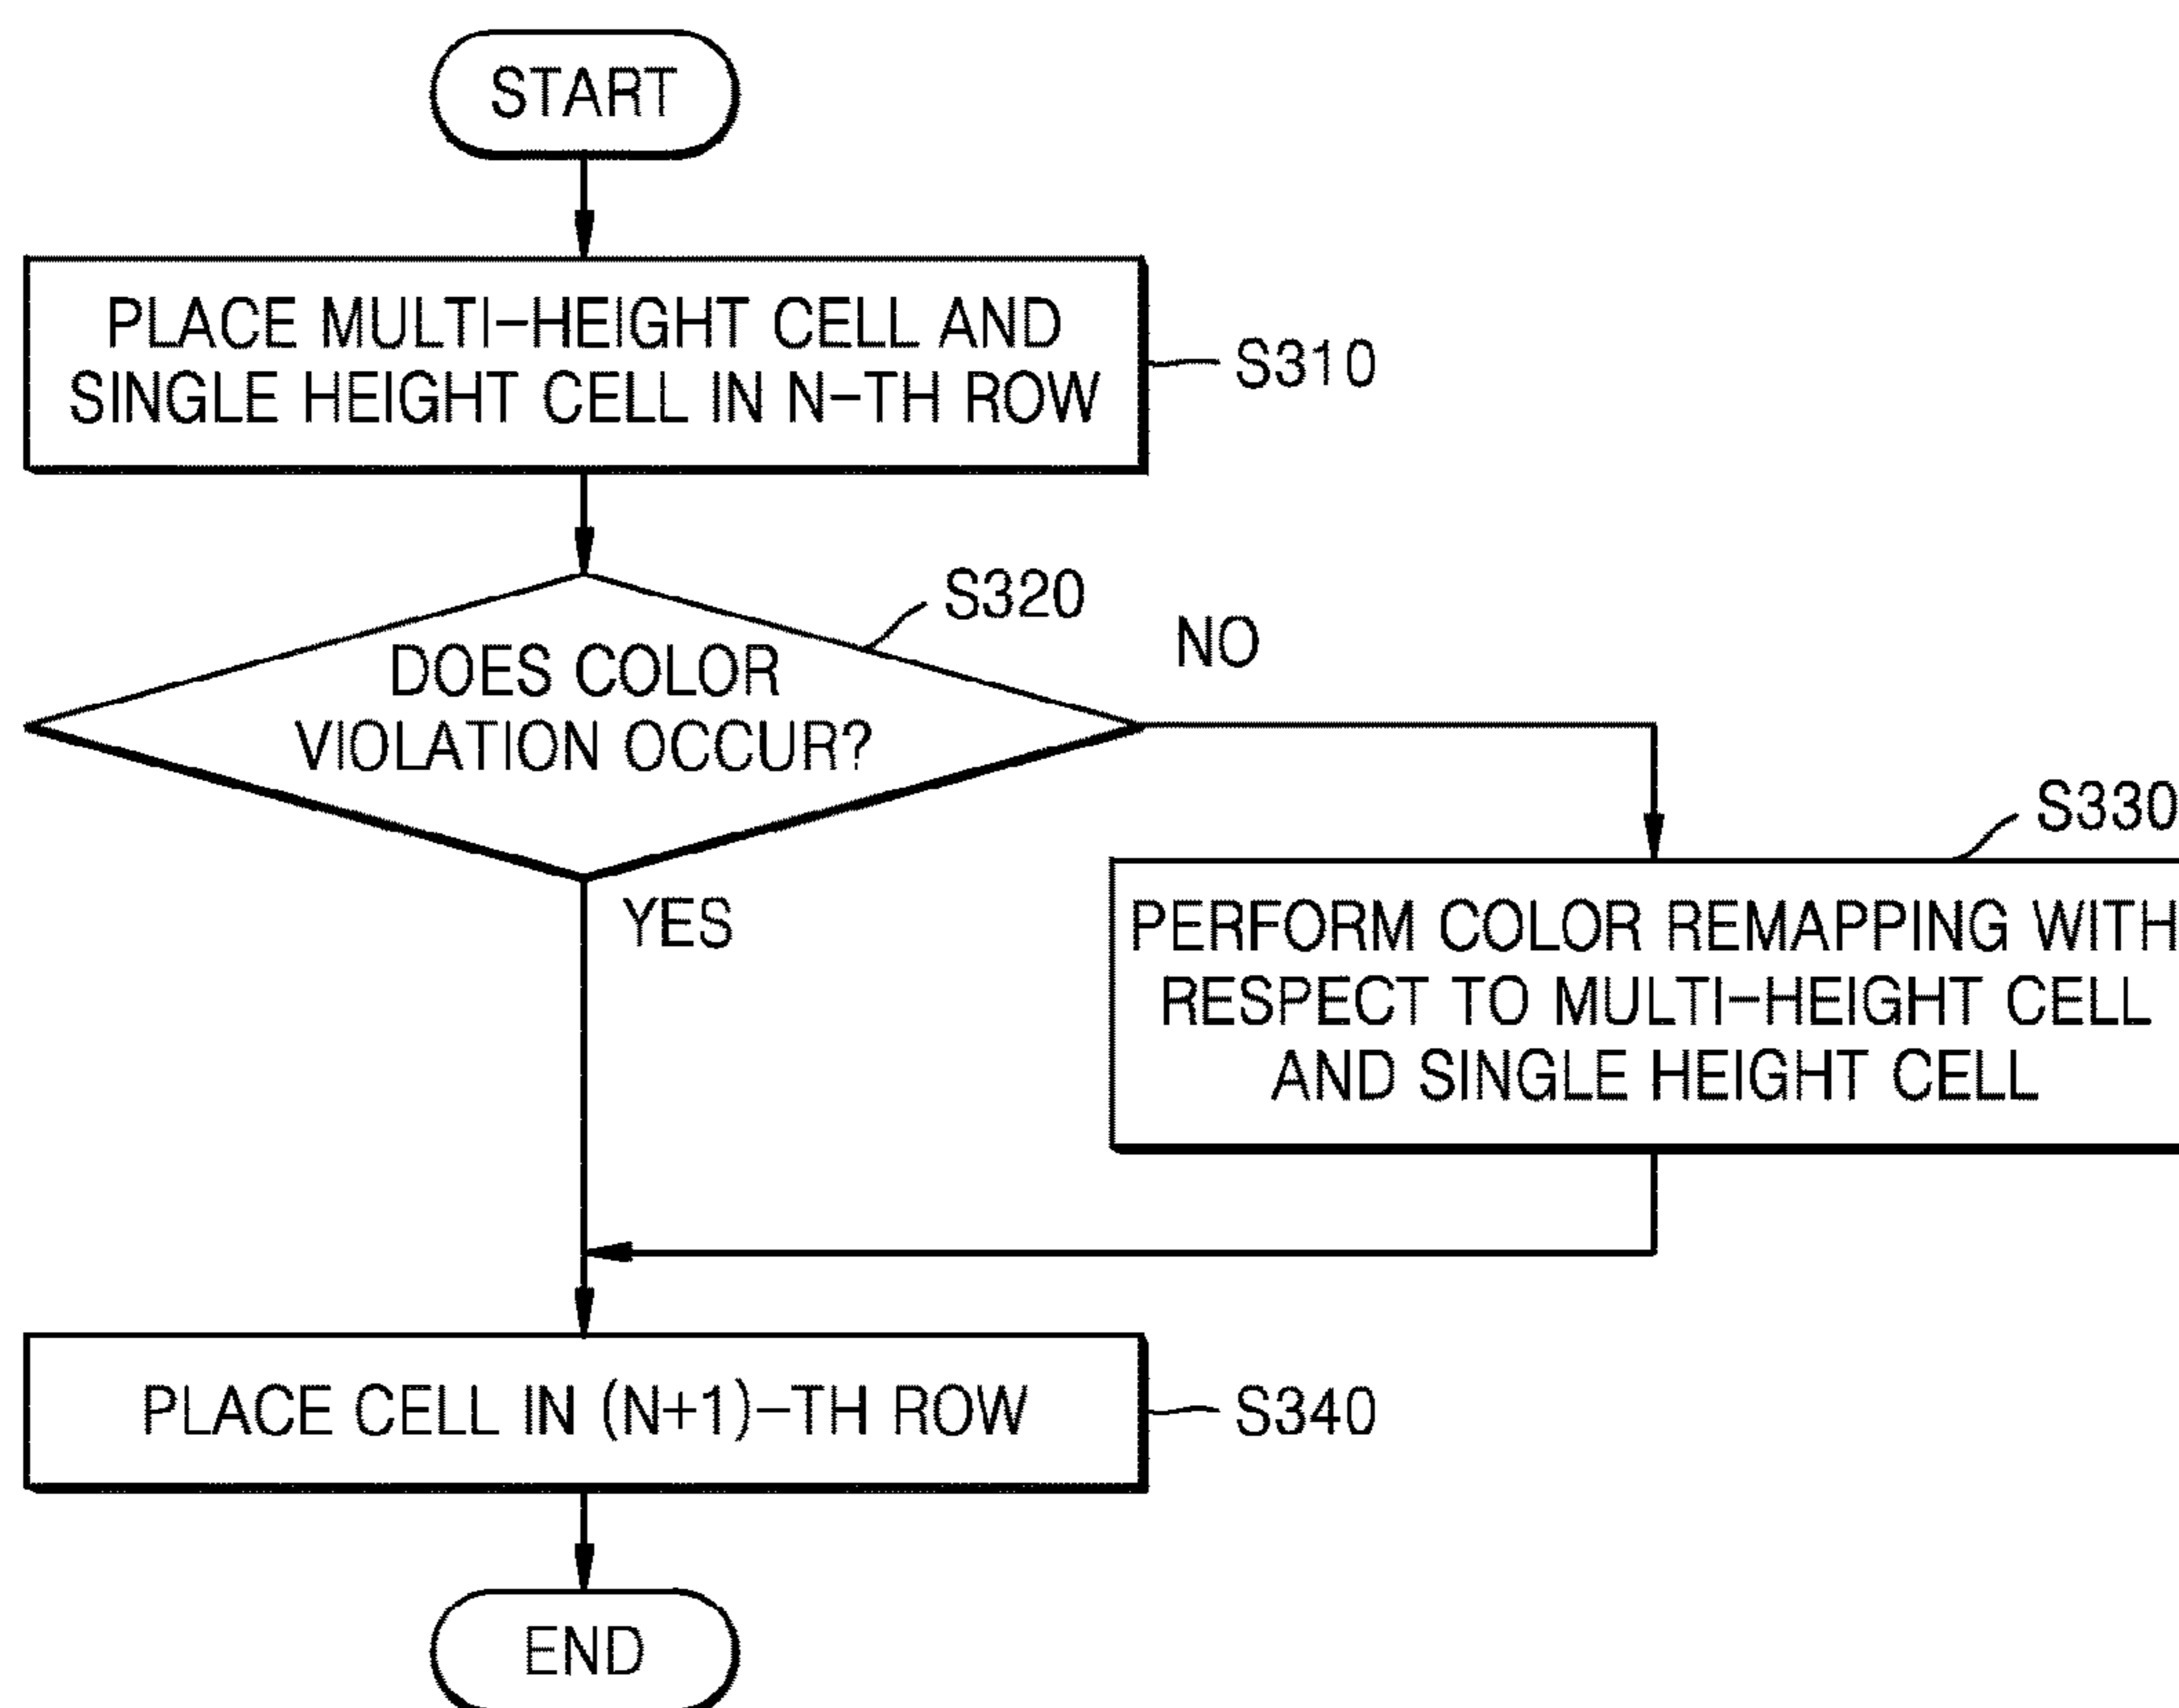 START
PLACE MULTI-HEIGHT CELL AND
SINGLE HEIGHT CELL IN N-TH ROW
S310
DOES COLOR
VIOLATION OCCUR?
S320
NO
YES
S330
PERFORM COLOR REMAPPING WITH
RESPECT TO MULTI-HEIGHT CELL
AND SINGLE HEIGHT CELL
PLACE CELL IN (N+1)-TH ROW
S340
END